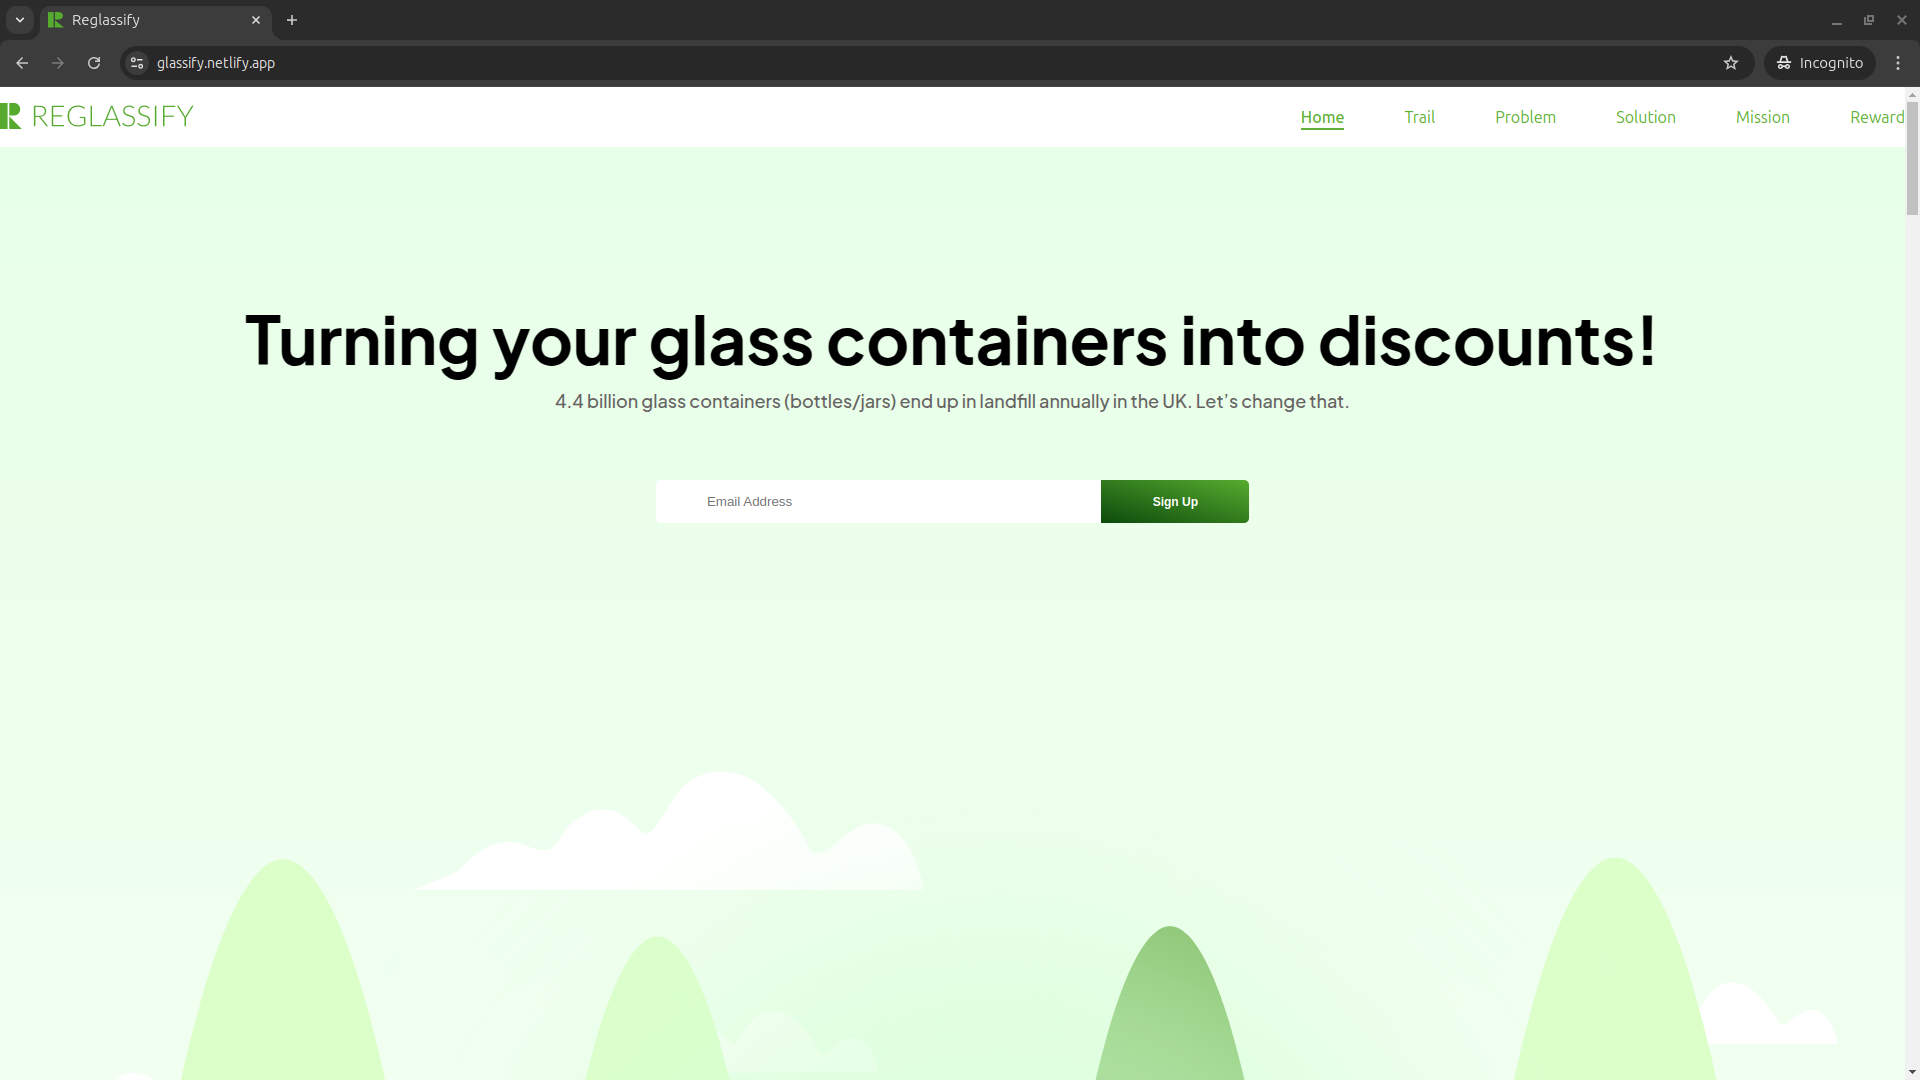 Reglassify
glassify.netlify.app
Incognito
REGLASSIFY
Home
Trail
Problem
Solution
Mission
Reward
Turning your glass containers into discounts!
4.4 billion glass containers (bottles/jars) end up in landfill annually in the UK. Let’s change that.
Email Address
Sign Up